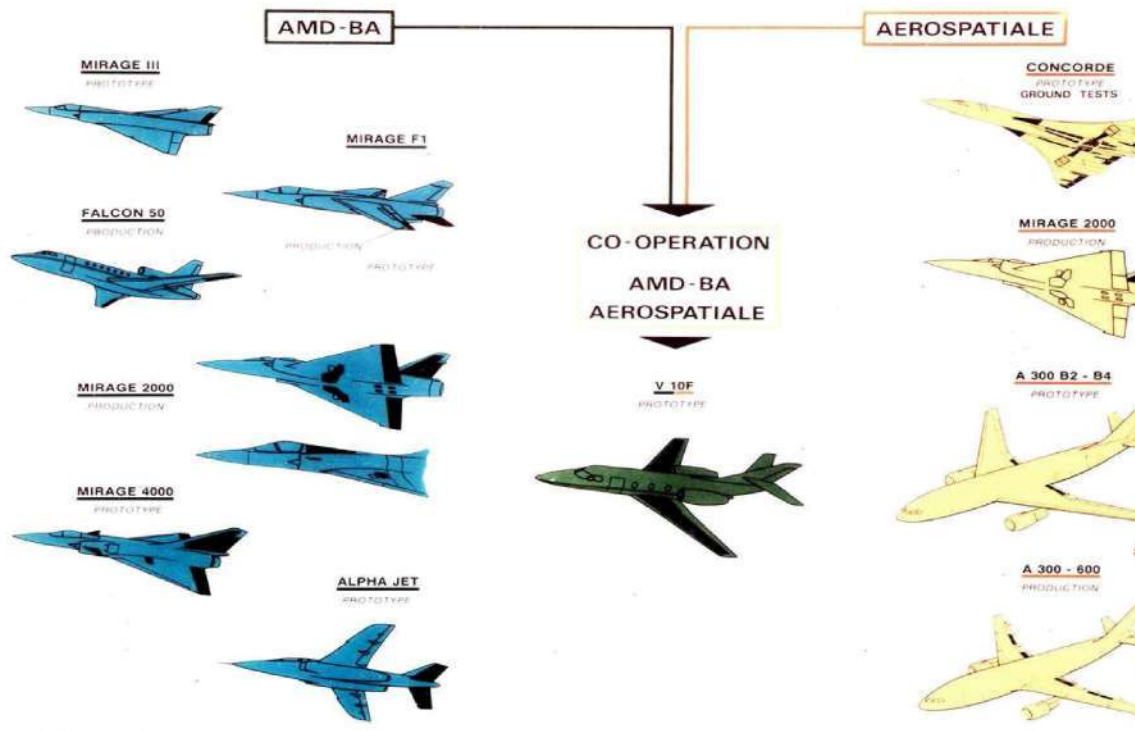 AMD-BA
AEROSPATIALE
MIRAGE III
PROTOTYPE
MIRAGE F1
PRODUCTION
PROTOTYPE
FALCON 50
PRODUCTION
MIRAGE 2000
PRODUCTION
MIRAGE 4000
PROTOTYPE
ALPHA JET
PROTOTYPE
CO-OPERATION
AMD-BA
AEROSPATIALE
V 10F
PROTOTYPE
CONCORDE
PROTOTYPE
GROUND TESTS
MIRAGE 2000
PRODUCTION
A 300 B2 - B4
PROTOTYPE
A 300 - 600
PRODUCTION